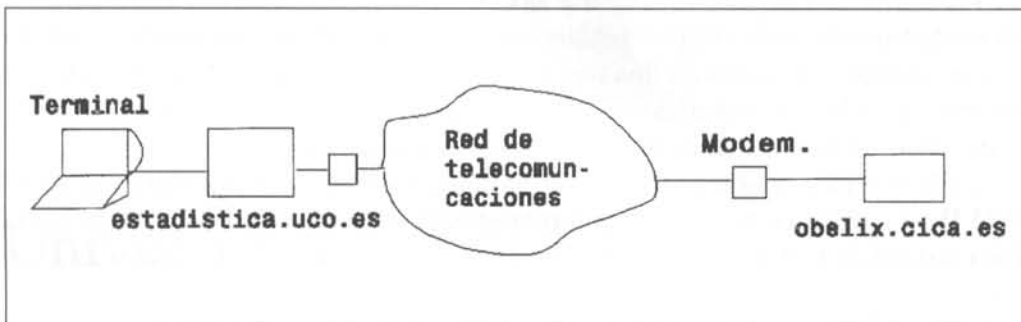 Terminal
estadistica.uco.es
Red de
telecomun-
caciones
Modem.
obelix.cica.es